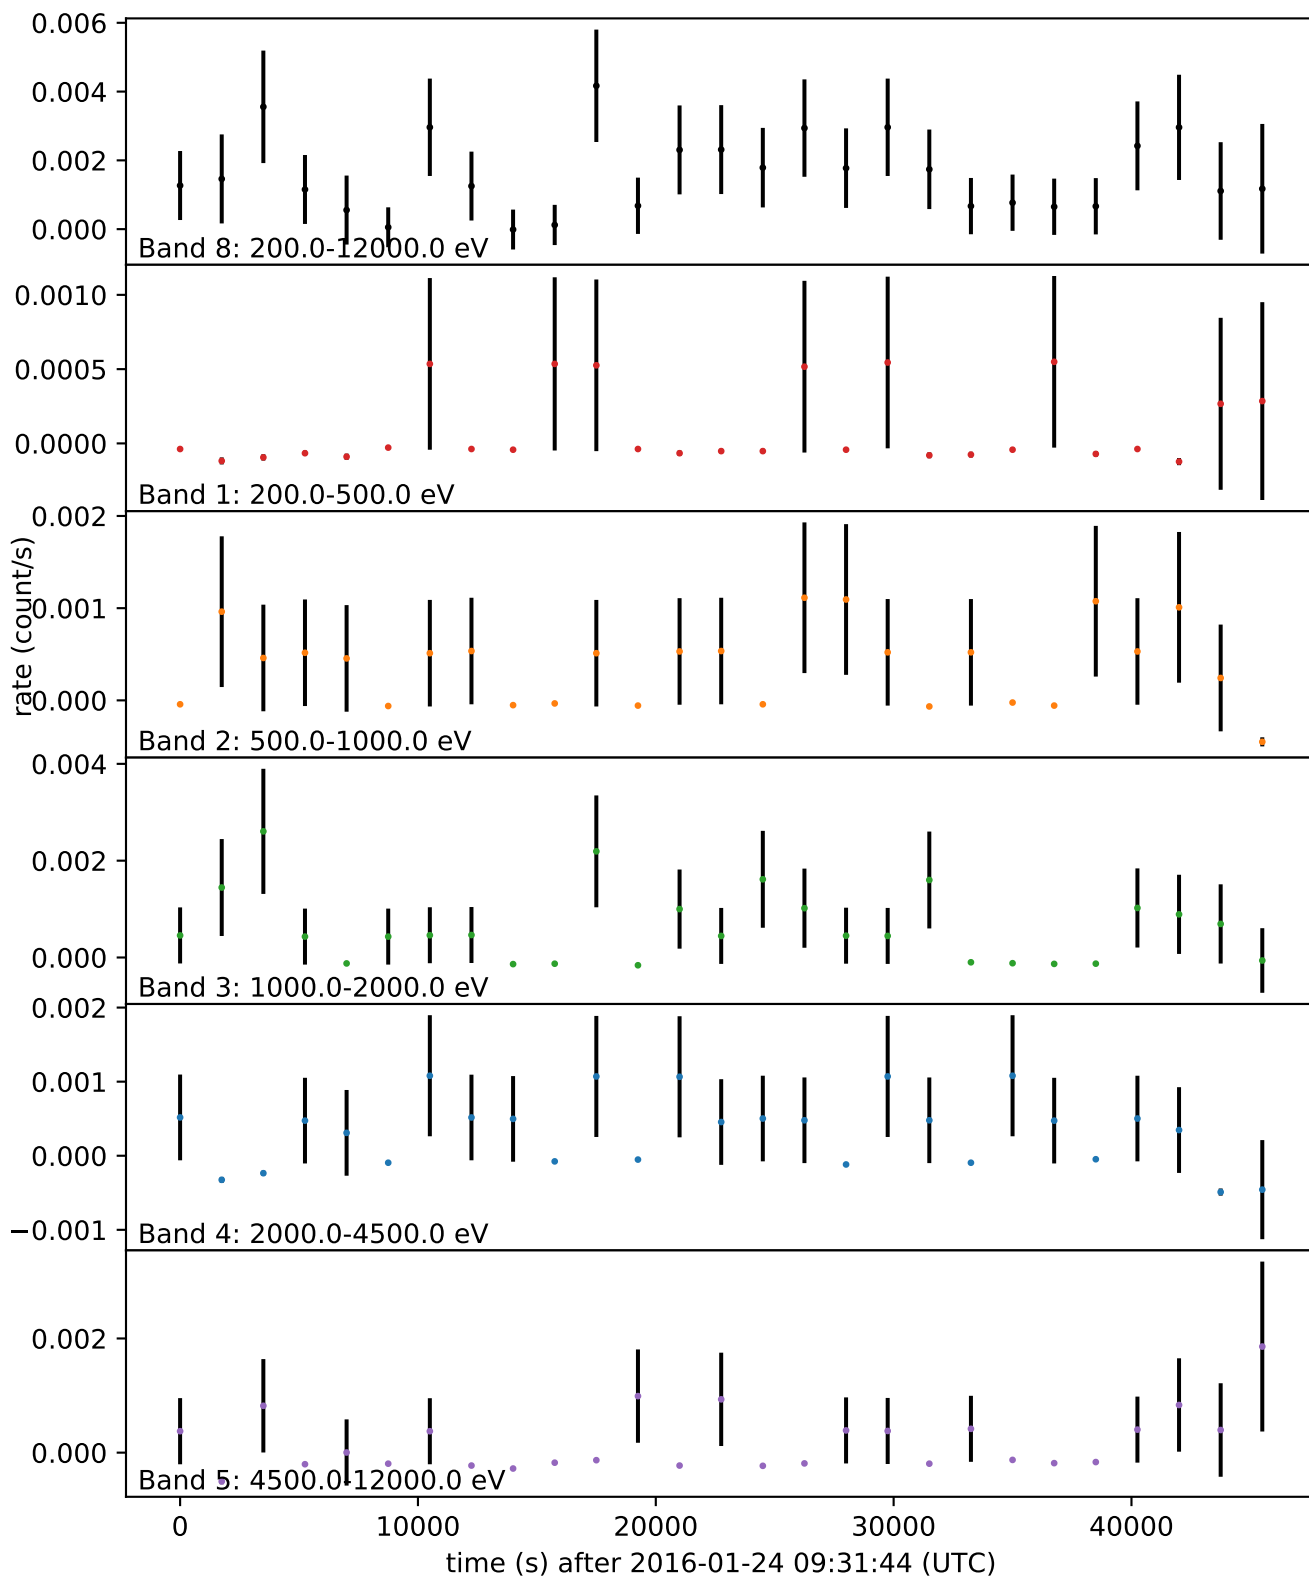 0.006
0.004
0.002
0.000
Band 8: 200.0-12000.0 eV
0.0010
0.0005
0.0000
Band 1: 200.0-500.0 eV
0.002
0.001
0.000
Band 2: 500.0-1000.0 eV
rate (count/s)
0.004
0.002
0.000
Band 3: 1000.0-2000.0 eV
0.002
0.001
0.000
−0.001
Band 4: 2000.0-4500.0 eV
0.002
0.000
Band 5: 4500.0-12000.0 eV
0 10000 20000 30000 40000
time (s) after 2016-01-24 09:31:44 (UTC)